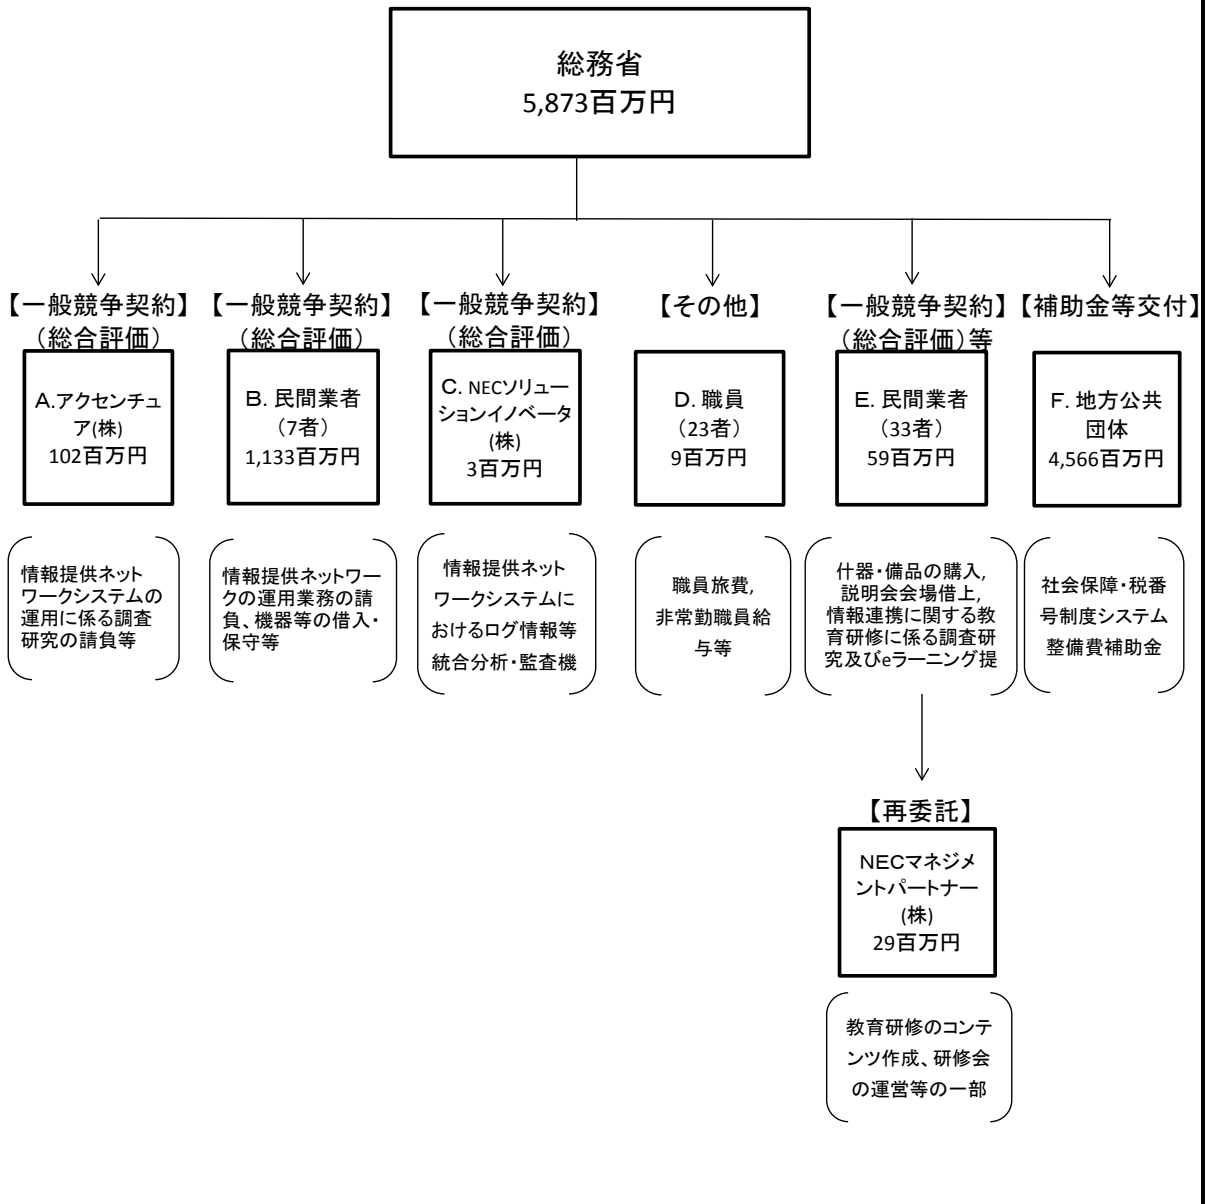 総務省
5,873百万円
【一般競争契約】
（総合評価）
A.アクセンチュ
ア(株)
102百万円
情報提供ネット
ワークシステムの
運用に係る調査
研究の請負等
【一般競争契約】
（総合評価）
B. 民間業者
（7者）
1,133百万円
情報提供ネットワー
クの運用業務の請
負、機器等の借入・
保守等
【一般競争契約】
（総合評価）
C. NECソリュー
ションイノベータ
(株)
3百万円
情報提供ネット
ワークシステムに
おけるログ情報等
統合分析・監査機
【その他】
D. 職員
（23者）
9百万円
職員旅費,
非常勤職員給
与等
【一般競争契約】
（総合評価）等
E. 民間業者
（33者）
59百万円
什器・備品の購入,
説明会会場借上,
情報連携に関する教
育研修に係る調査研
究及びeラーニング提
【再委託】
NECマネジメ
ントパートナー
(株)
29百万円
教育研修のコンテ
ンツ作成、研修会
の運営等の一部
【補助金等交付】
F. 地方公共
団体
4,566百万円
社会保障・税番
号制度システム
整備費補助金